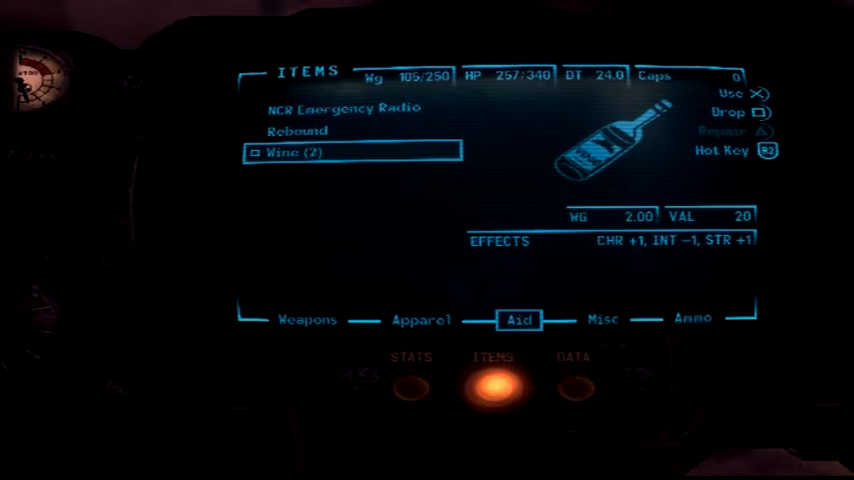 ITEMS Wg 105/250 HP 257/340 DT 24.0 Caps 0
Use X
NCR Emergency Radio
Drop
Rebound
Repair
Wine (2)
Hot Key R2
WG 2.00 VAL 20
EFFECTS CHR +1, INT -1, STR +1
Weapons Apparel Aid Misc Ammo
STATS ITEMS DATA